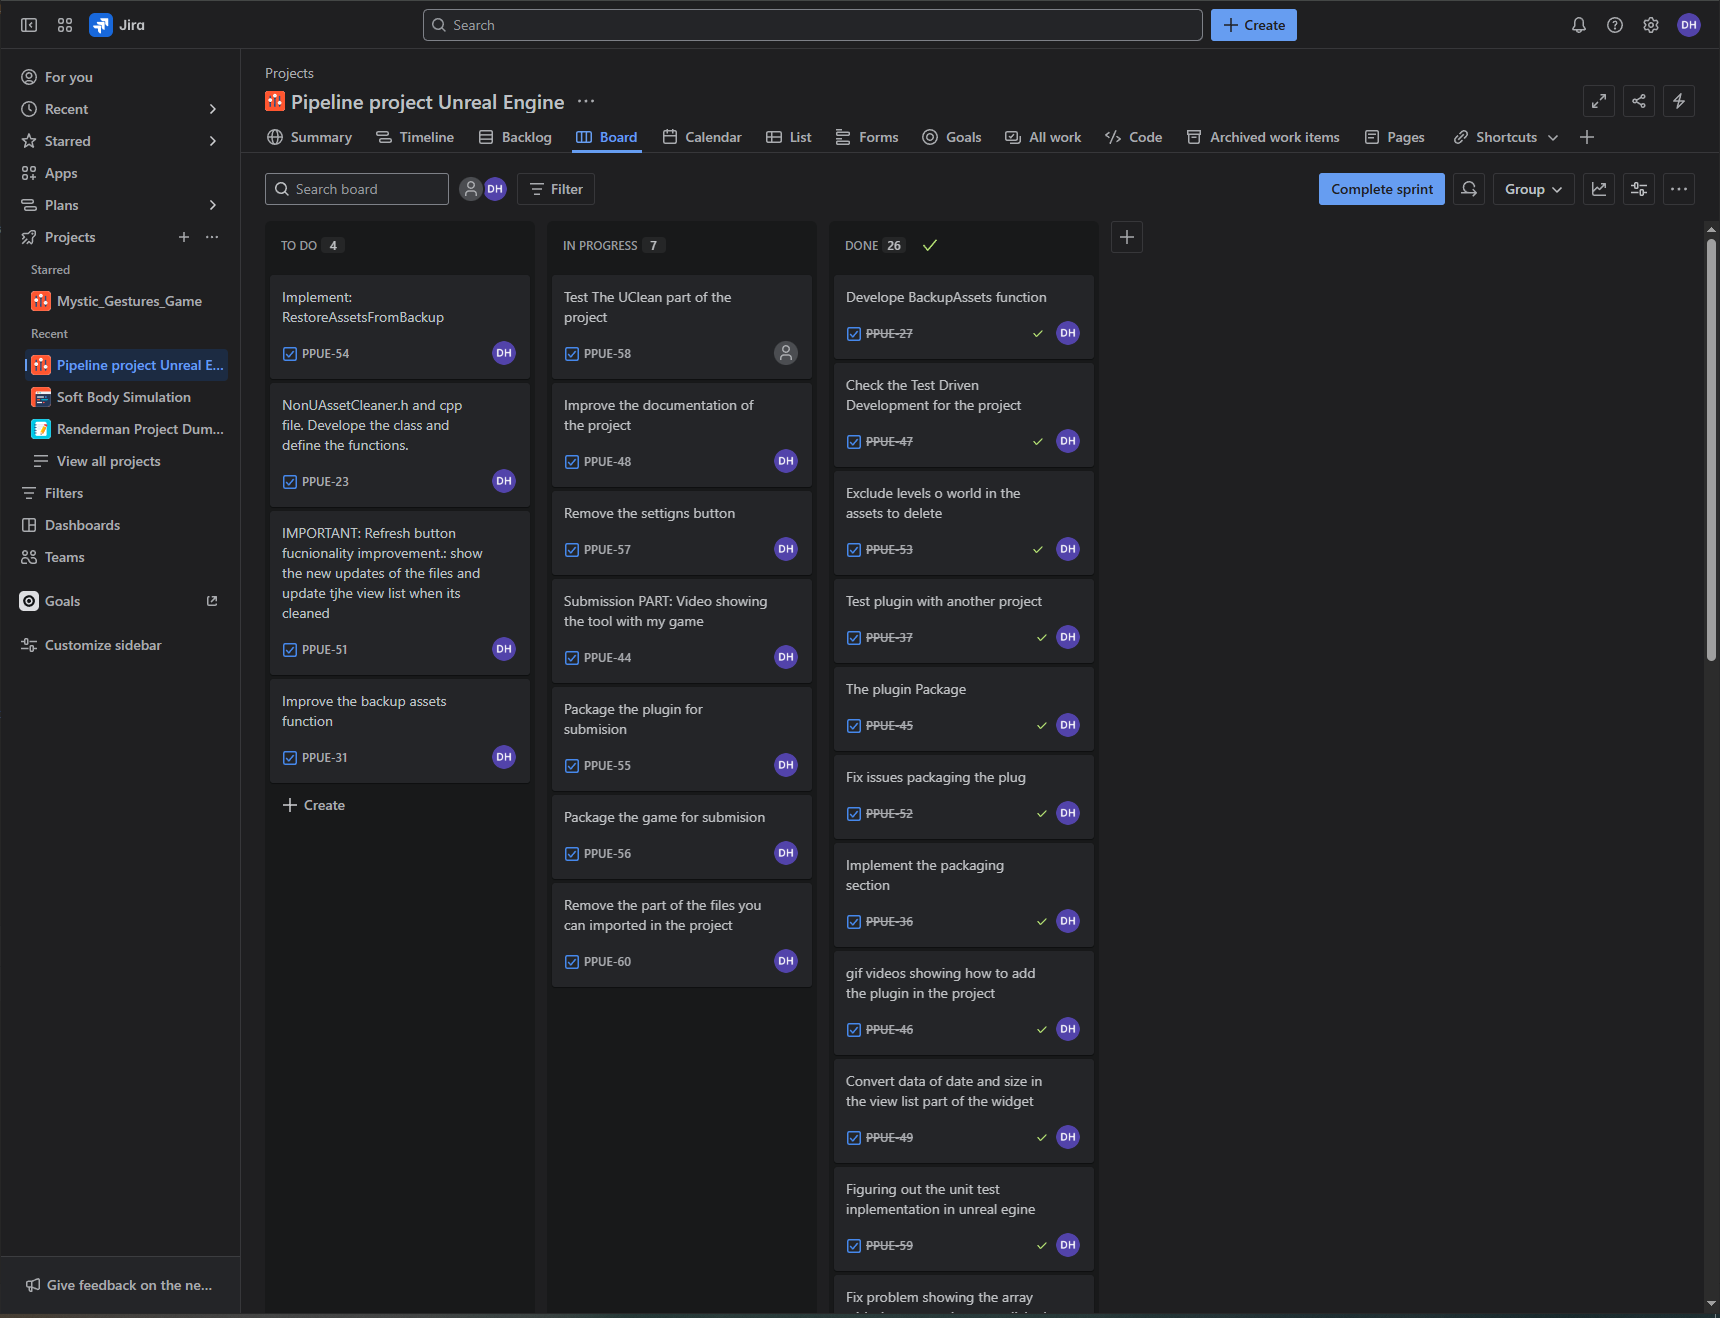 Jira
Search
Create
DH
For you
Recent
Starred
Apps
Plans
Projects
Starred
Mystic_Gestures_Game
Recent
Pipeline project Unreal E...
Soft Body Simulation
Renderman Project Dum...
View all projects
Filters
Dashboards
Teams
Goals
Customize sidebar
Give feedback on the ne...
Projects
Pipeline project Unreal Engine
Summary
Timeline
Backlog
Board
Calendar
List
Forms
Goals
All work
Code
Archived work items
Pages
Shortcuts
Search board
DH
Filter
Complete sprint
Group
TO DO 4
Implement:
RestoreAssetsFromBackup
PPUE-54
DH
NonUAssetCleaner.h and cpp
file. Develope the class and
define the functions.
PPUE-23
DH
IMPORTANT: Refresh button
fucnionality improvement.: show
the new updates of the files and
update tjhe view list when its
cleaned
PPUE-51
DH
Improve the backup assets
function
PPUE-31
DH
Create
IN PROGRESS 7
Test The UClean part of the
project
PPUE-58
Improve the documentation of
the project
PPUE-48
DH
Remove the settigns button
PPUE-57
DH
Submission PART: Video showing
the tool with my game
PPUE-44
DH
Package the plugin for
submision
PPUE-55
DH
Package the game for submision
PPUE-56
DH
Remove the part of the files you
can imported in the project
PPUE-60
DH
DONE 26
Develope BackupAssets function
PPUE-27
DH
Check the Test Driven
Development for the project
PPUE-47
DH
Exclude levels o world in the
assets to delete
PPUE-53
DH
Test plugin with another project
PPUE-37
DH
The plugin Package
PPUE-45
DH
Fix issues packaging the plug
PPUE-52
DH
Implement the packaging
section
PPUE-36
DH
gif videos showing how to add
the plugin in the project
PPUE-46
DH
Convert data of date and size in
the view list part of the widget
PPUE-49
DH
Figuring out the unit test
inplementation in unreal egine
PPUE-59
DH
Fix problem showing the array